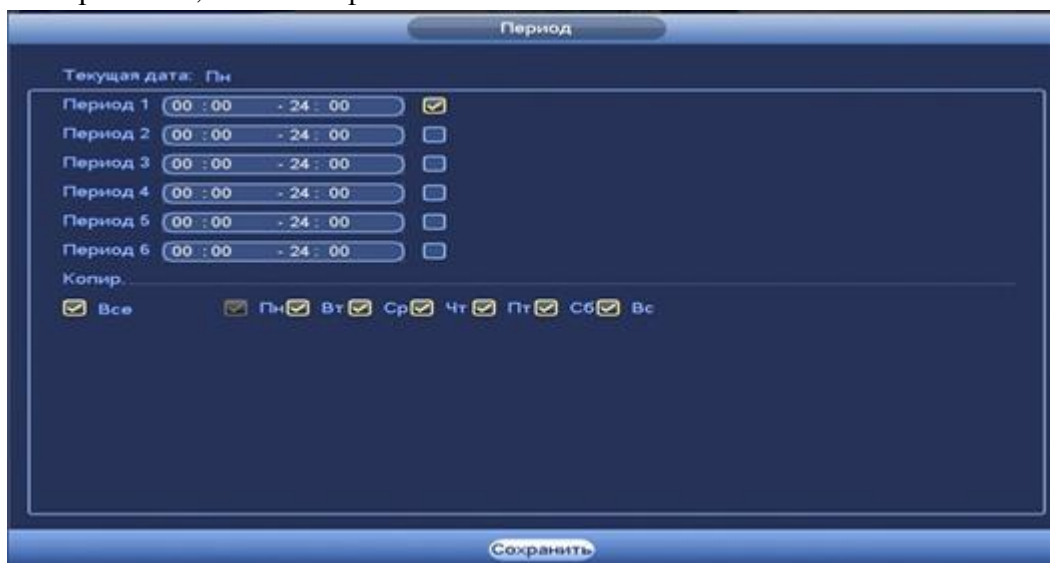 Период
Текущая дата: Пн
Период 1 00 : 00 - 24 : 00
Период 2 00 : 00 - 24 : 00
Период 3 00 : 00 - 24 : 00
Период 4 00 : 00 - 24 : 00
Период 5 00 : 00 - 24 : 00
Период 6 00 : 00 - 24 : 00
Копир.
Все Пн Вт Ср Чт Пт Сб Вс
Сохранить